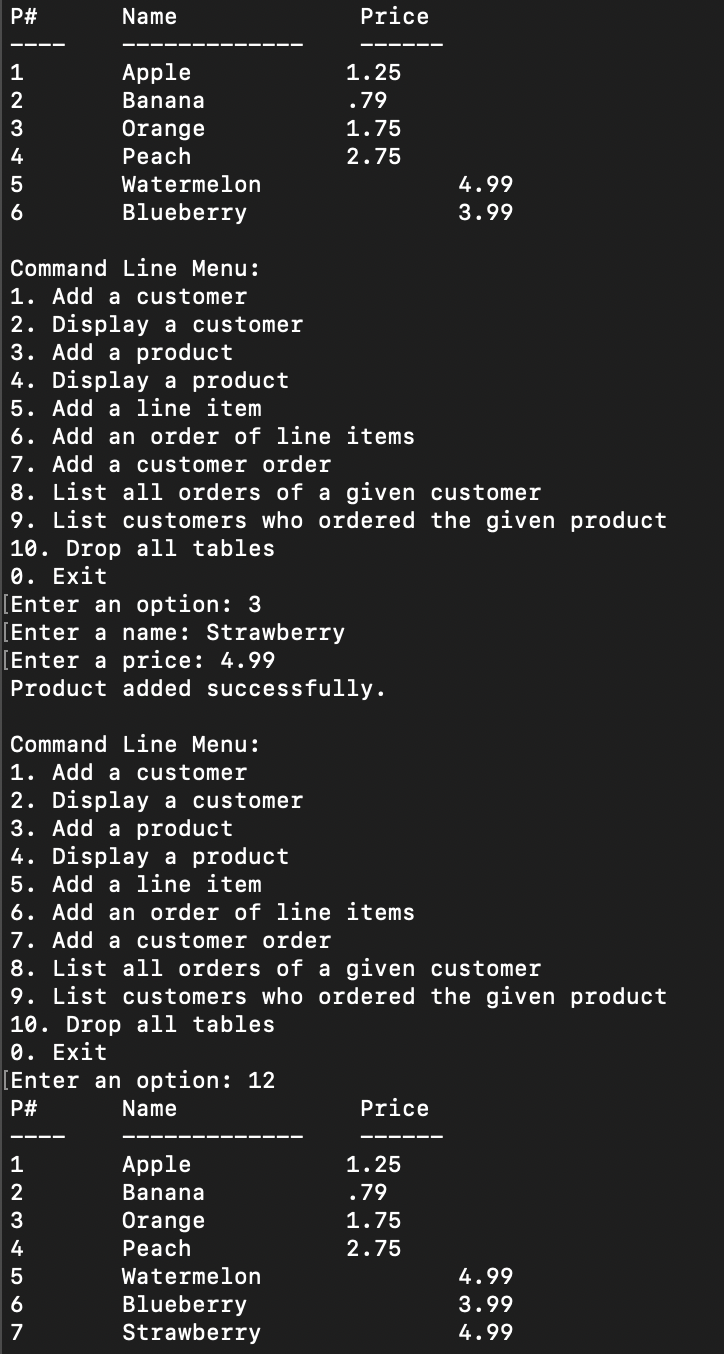 P#      Name             Price
----    -------------    ------
1       Apple           1.25
2       Banana          .79
3       Orange          1.75
4       Peach           2.75
5       Watermelon              4.99
6       Blueberry               3.99

Command Line Menu:
1. Add a customer
2. Display a customer
3. Add a product
4. Display a product
5. Add a line item
6. Add an order of line items
7. Add a customer order
8. List all orders of a given customer
9. List customers who ordered the given product
10. Drop all tables
0. Exit
[Enter an option: 3
[Enter a name: Strawberry
[Enter a price: 4.99
Product added successfully.

Command Line Menu:
1. Add a customer
2. Display a customer
3. Add a product
4. Display a product
5. Add a line item
6. Add an order of line items
7. Add a customer order
8. List all orders of a given customer
9. List customers who ordered the given product
10. Drop all tables
0. Exit
[Enter an option: 12
P#      Name             Price
----    -------------    ------
1       Apple           1.25
2       Banana          .79
3       Orange          1.75
4       Peach           2.75
5       Watermelon              4.99
6       Blueberry               3.99
7       Strawberry              4.99